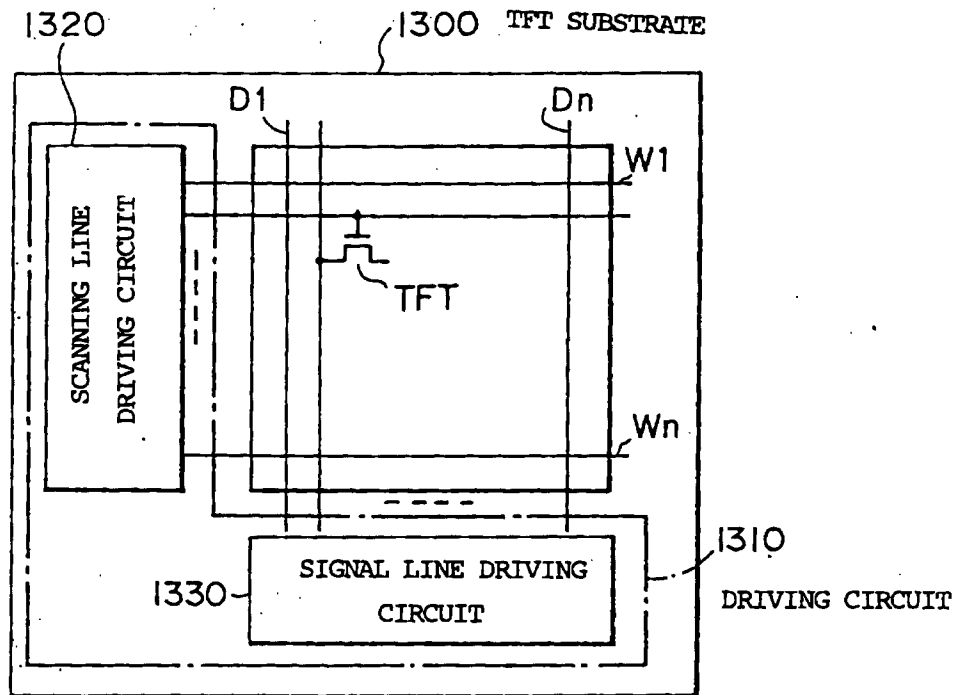 1320
1300 TFT SUBSTRATE
D1
Dn
W1
SCANNING LINE
DRIVING CIRCUIT
TFT
Wn
1310
DRIVING CIRCUIT
1330
SIGNAL LINE DRIVING
CIRCUIT